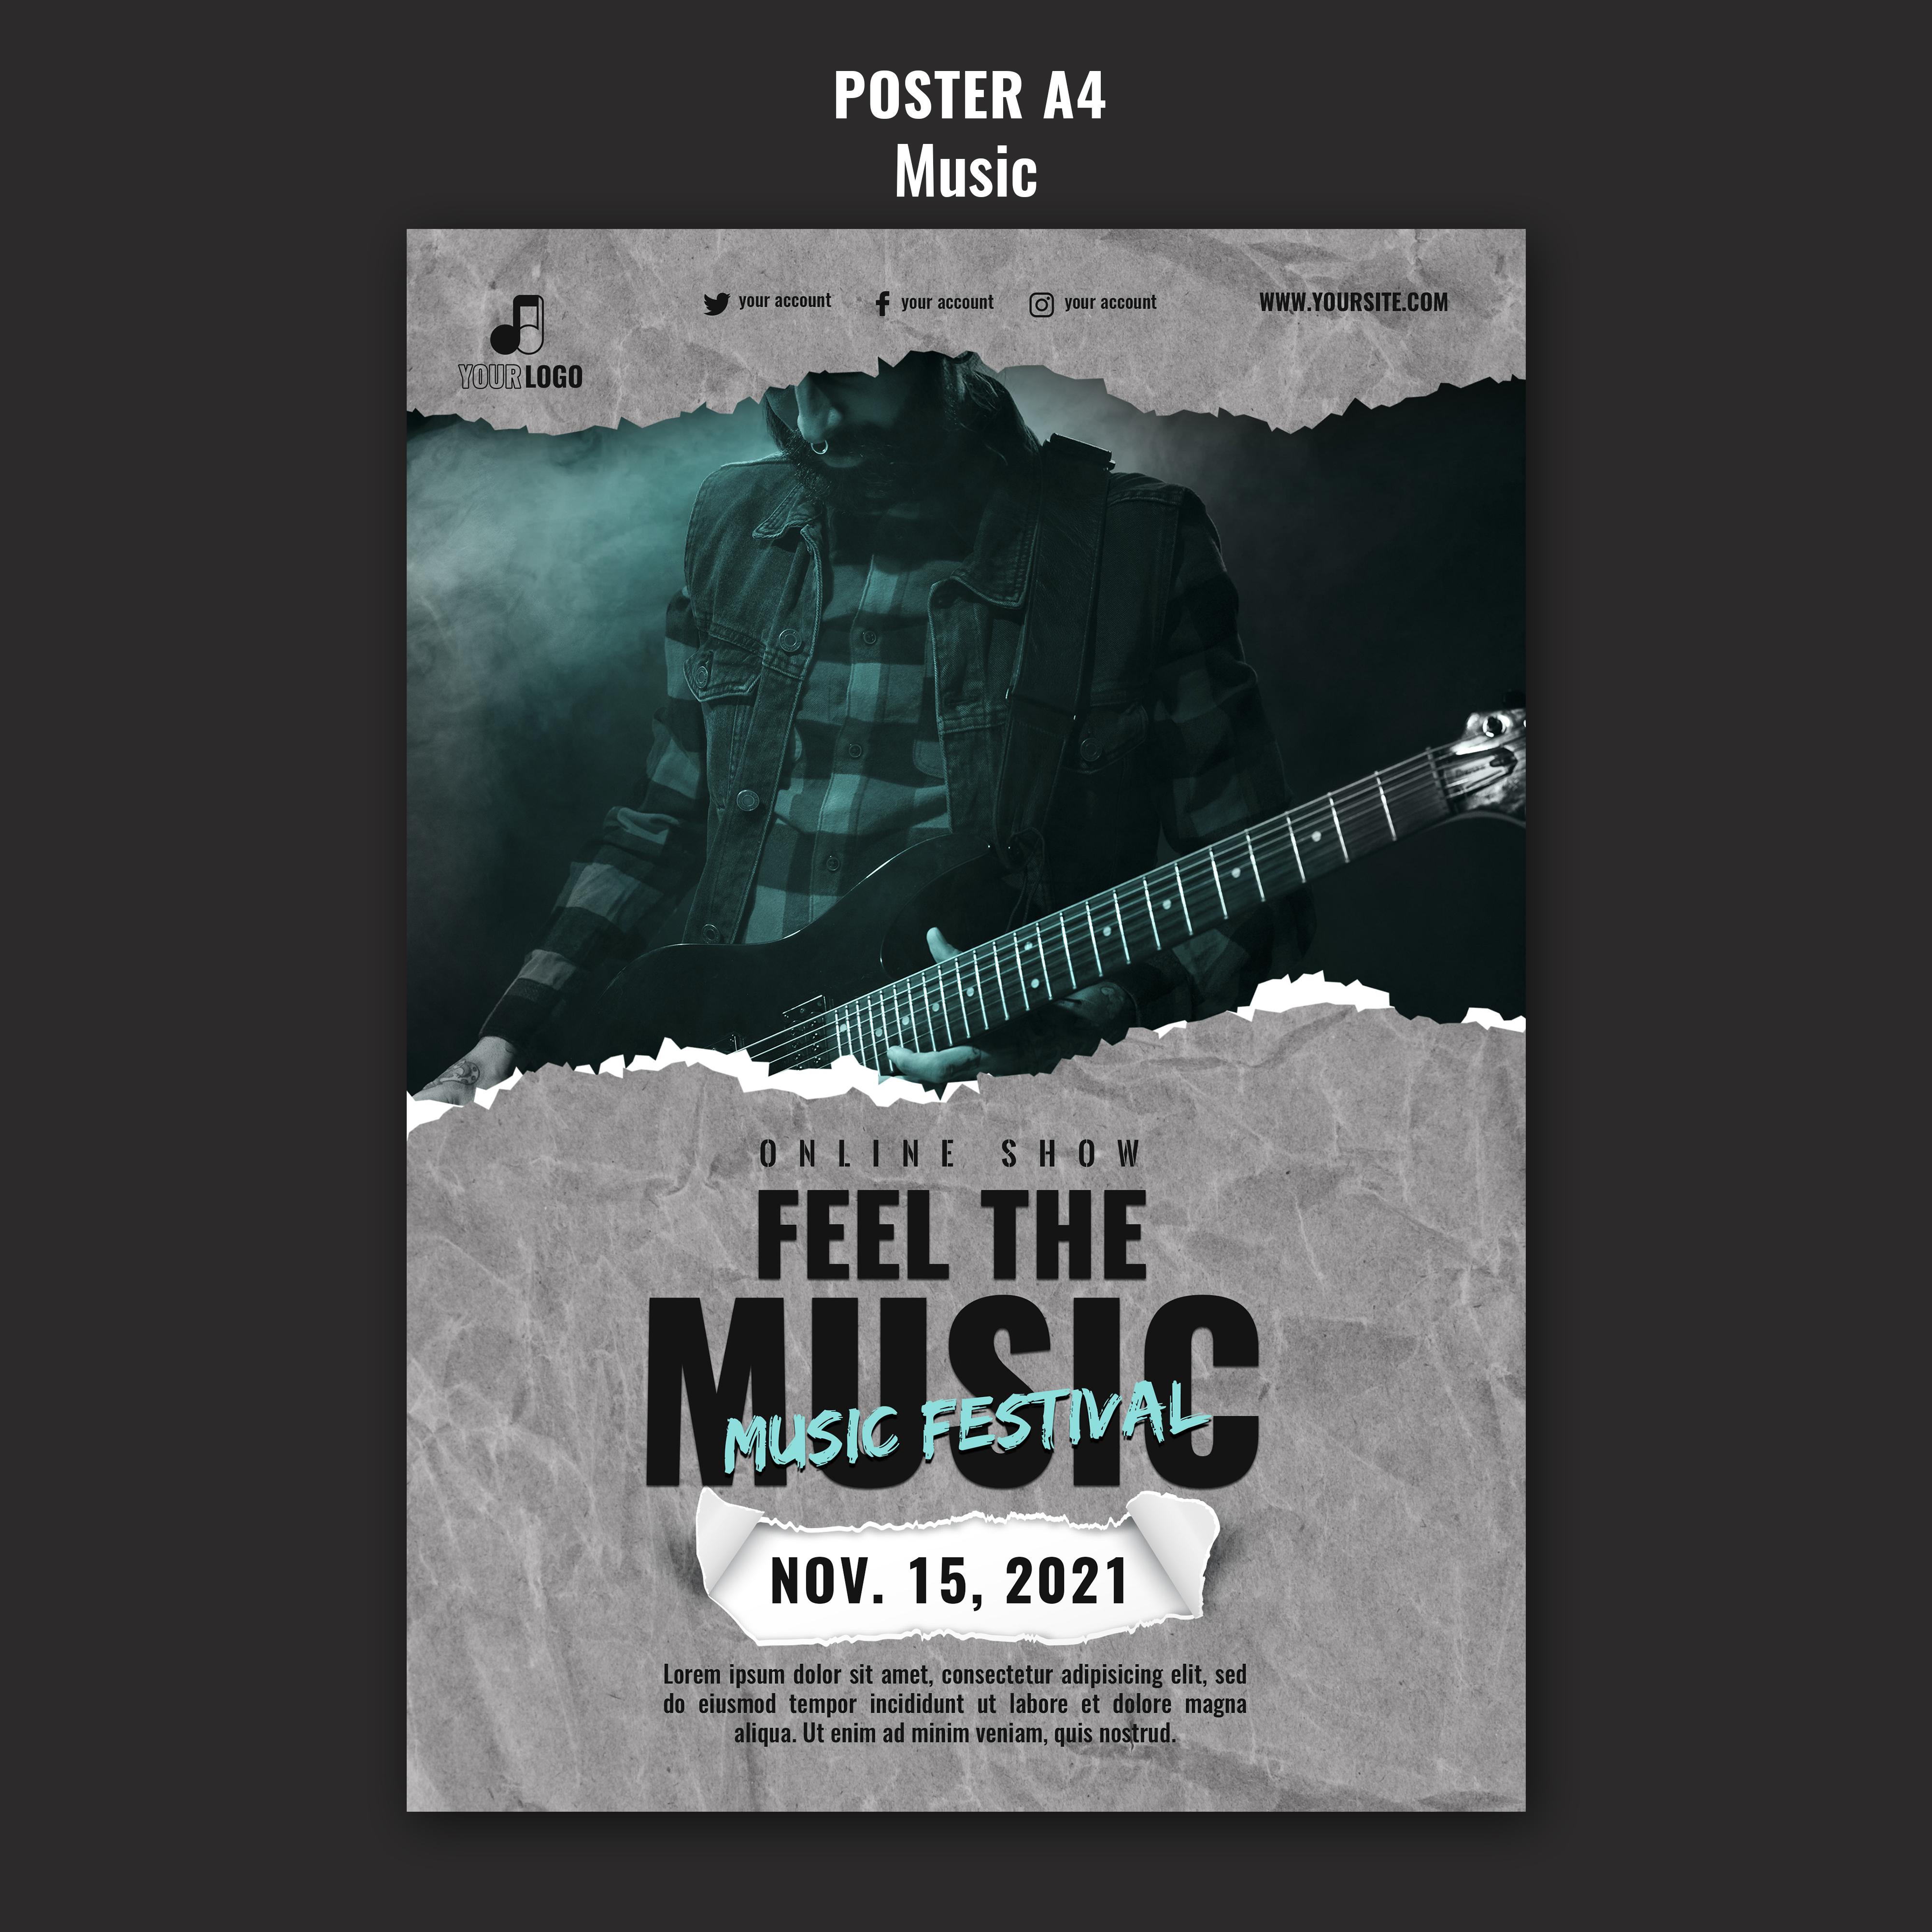 POSTER A4
Music
your account
your account
your account
WWW.YOURSITE.COM
YOUR LOGO
ONLINE SHOW
FEEL THE
MUSIC
MUSIC FESTIVAL
NOV. 15, 2021
Lorem ipsum dolor sit amet, consectetur adipisicing elit, sed
do eiusmod tempor incididunt ut labore et dolore magna
aliqua. Ut enim ad minim veniam, quis nostrud.